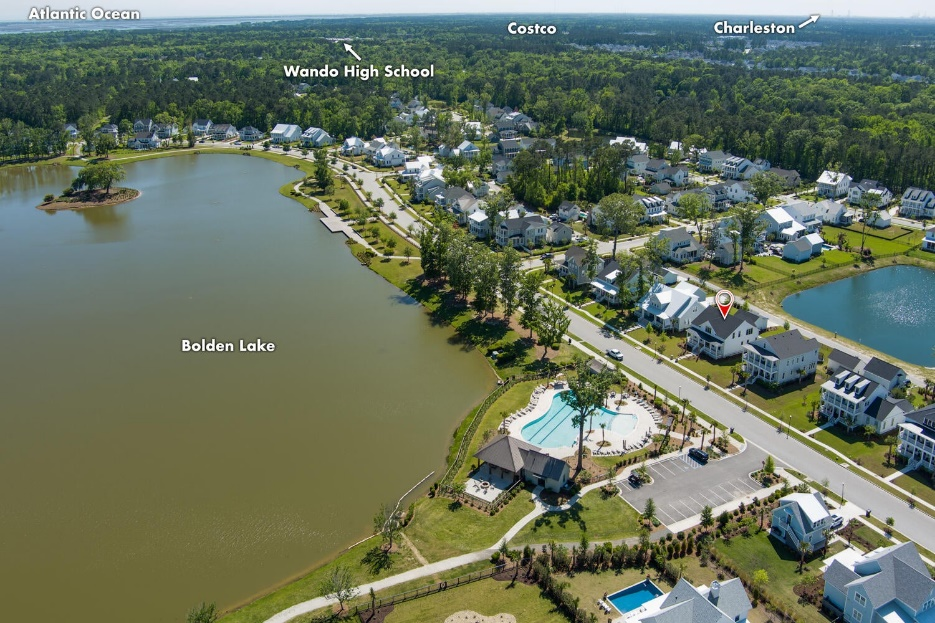 Atlantic Ocean
Costco
Charleston
Wando High School
Bolden Lake